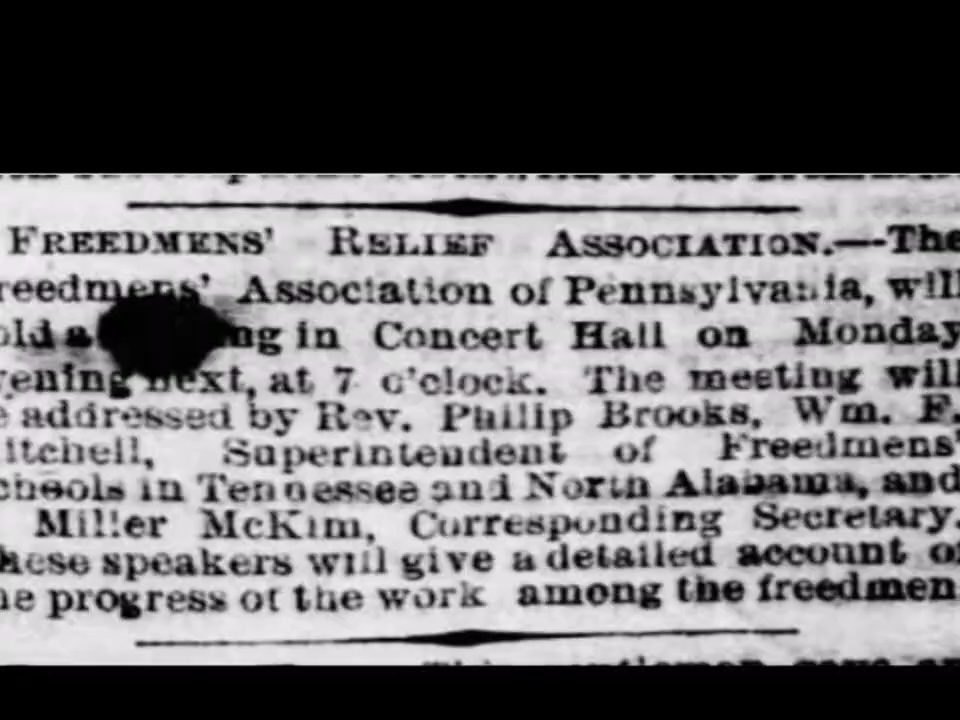 FREEDMENS' RELIEF ASSOCIATION.—The
reedmens' Association of Pennsylvania, will
old a ng in Concert Hall on Monday
vening next, at 7 o'clock. The meeting will
e addressed by Rev. Philip Brooks, Wm. F.
itchell, Superintendent of Freedmens'
chools in Tennessee and North Alabama, and
Miller McKim, Corresponding Secretary.
hese speakers will give a detailed account of
he progress of the work among the freedmen